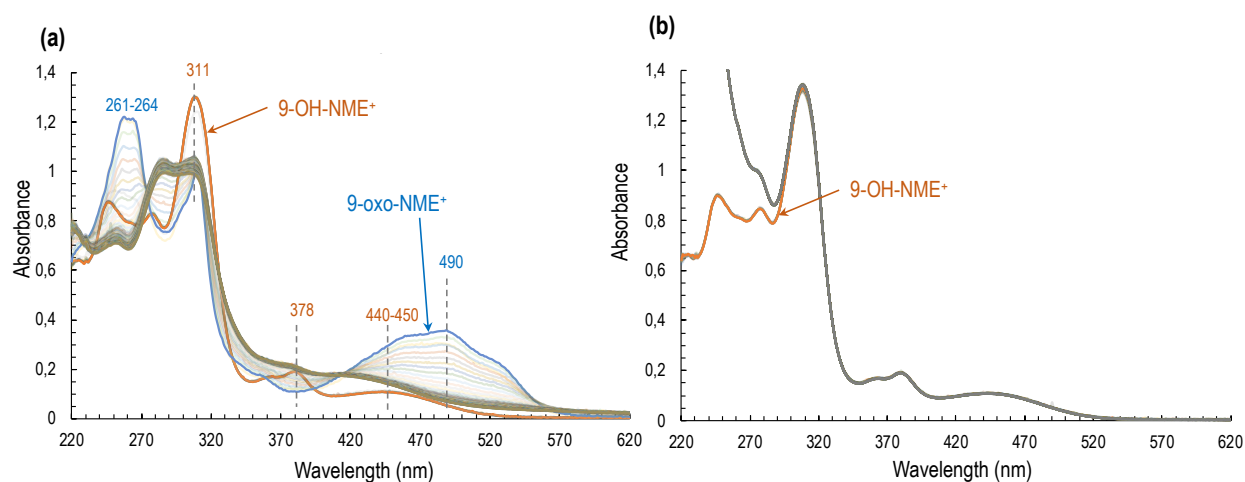 (a)
1,4
1,2
1
0,8
0,6
0,4
0,2
0
Absorbance
220 270 320 370 420 470 520 570 620
Wavelength (nm)
261-264
311
9-OH-NME⁺
9-oxo-NME⁺
490
378
440-450
(b)
1,4
1,2
1
0,8
0,6
0,4
0,2
0
Absorbance
220 270 320 370 420 470 520 570 620
Wavelength (nm)
9-OH-NME⁺